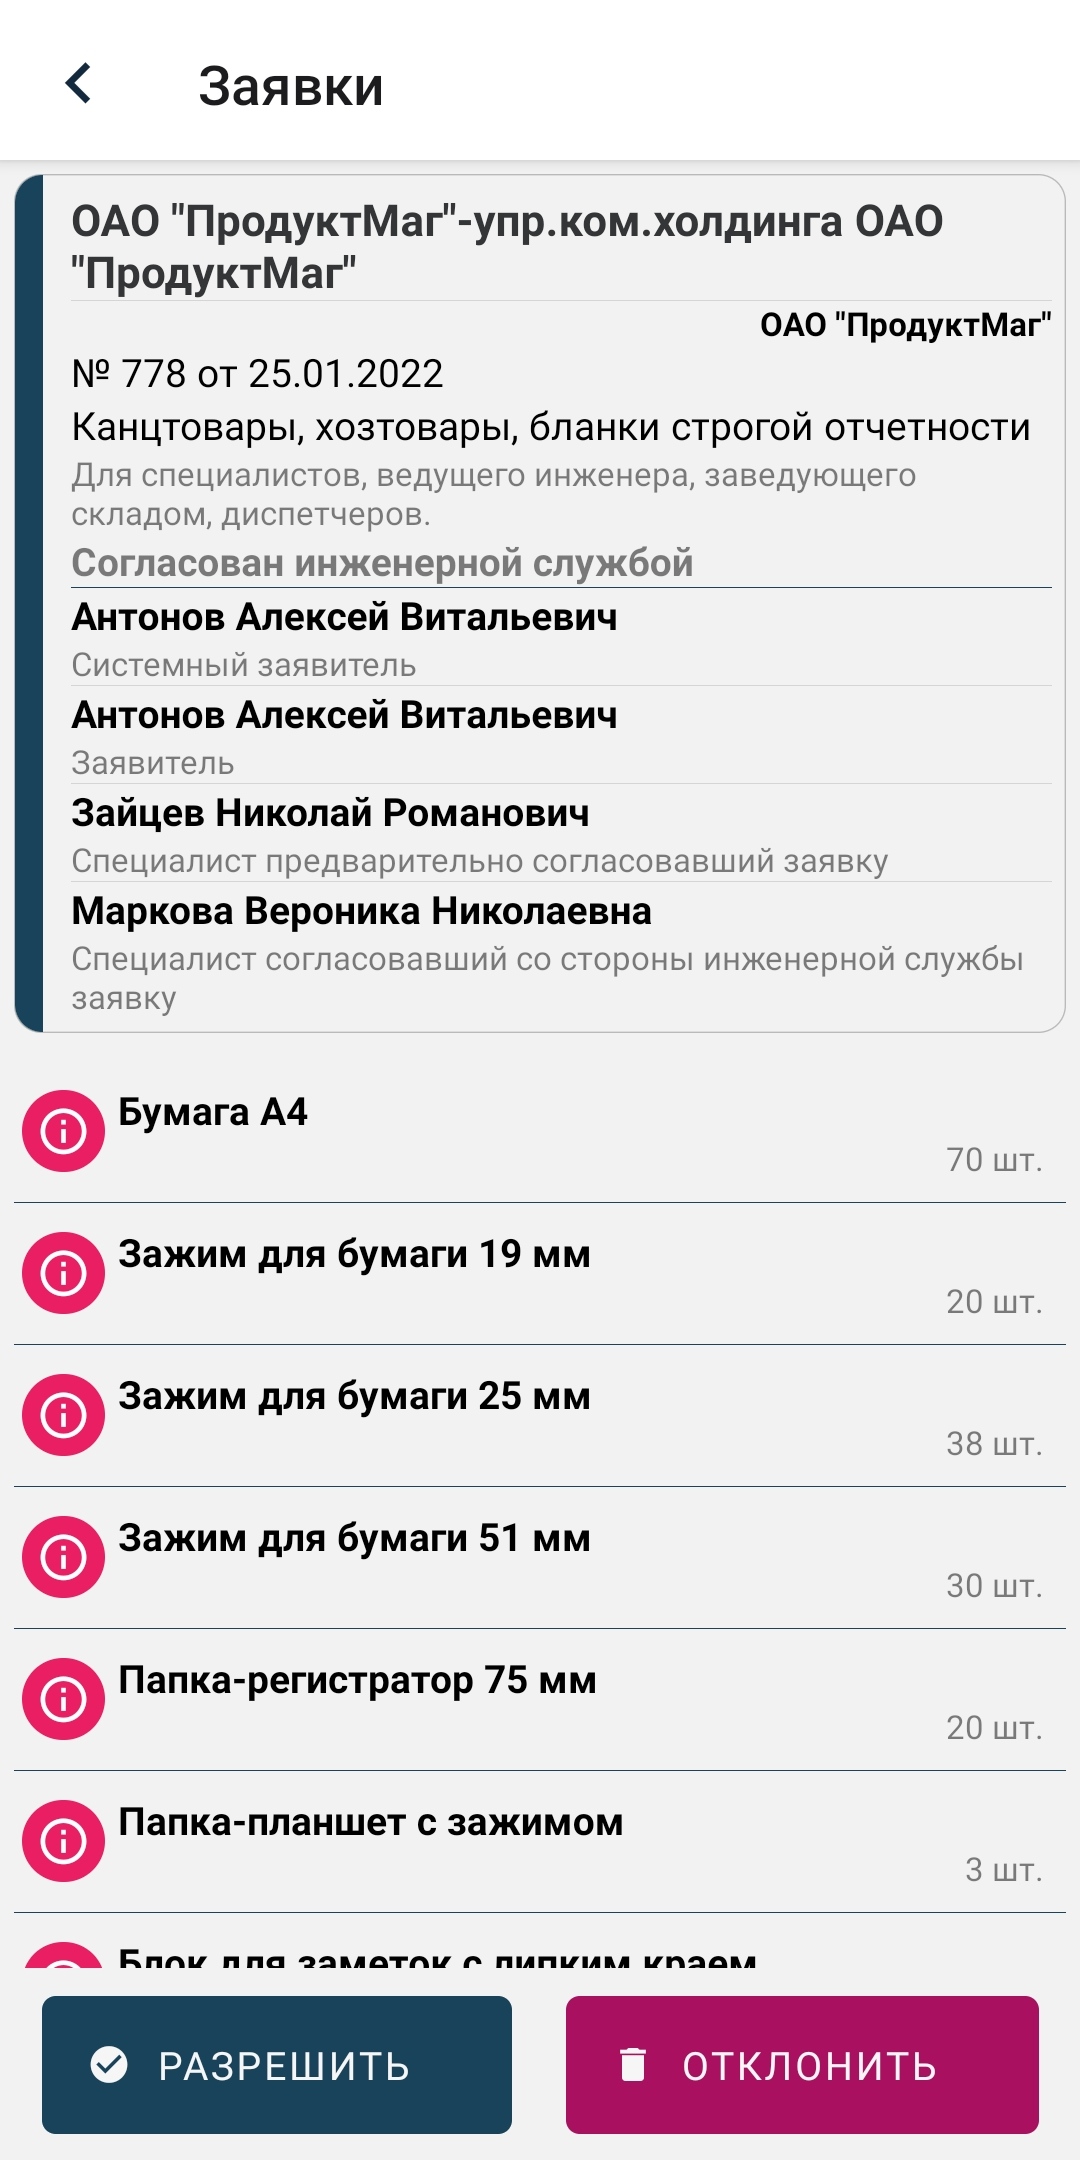 Заявки
ОАО "ПродуктМаг"-упр.ком.холдинга ОАО
"ПродуктМаг"
ОАО "ПродуктМаг"
№ 778 от 25.01.2022
Канцтовары, хозтовары, бланки строгой отчетности
Для специалистов, ведущего инженера, заведующего
складом, диспетчеров.
Согласован инженерной службой
Антонов Алексей Витальевич
Системный заявитель
Антонов Алексей Витальевич
Заявитель
Зайцев Николай Романович
Специалист предварительно согласовавший заявку
Маркова Вероника Николаевна
Специалист согласовавший со стороны инженерной службы
заявку
Бумага А4
70 шт.
Зажим для бумаги 19 мм
20 шт.
Зажим для бумаги 25 мм
38 шт.
Зажим для бумаги 51 мм
30 шт.
Папка-регистратор 75 мм
20 шт.
Папка-планшет с зажимом
3 шт.
Блок для заметок с липким краем
РАЗРЕШИТЬ
ОТКЛОНИТЬ